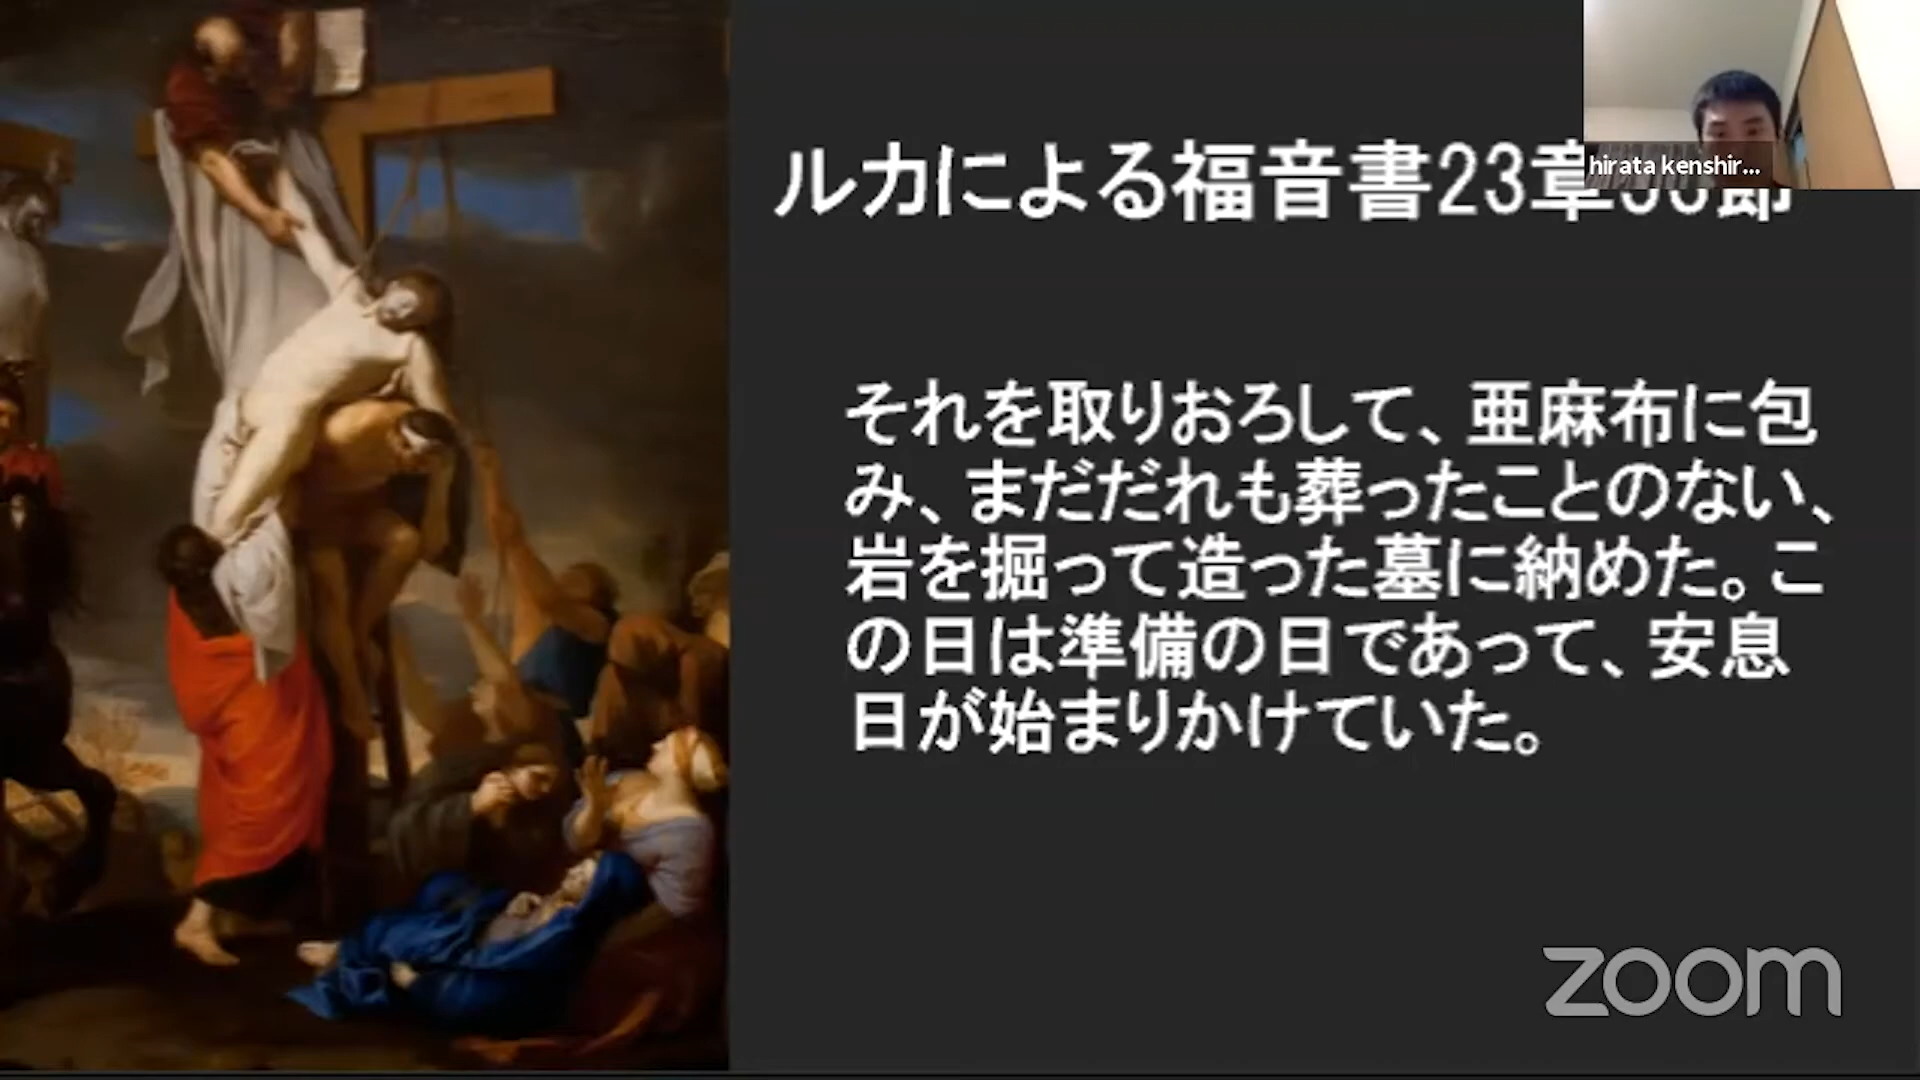 ルカによる福音書23章
節
hirata kenshir...
それを取りおろして、亜麻布に包
み、まだだれも葬ったことのない、
岩を掘って造った墓に納めた。こ
の日は準備の日であって、安息
日が始まりかけていた。
zoom